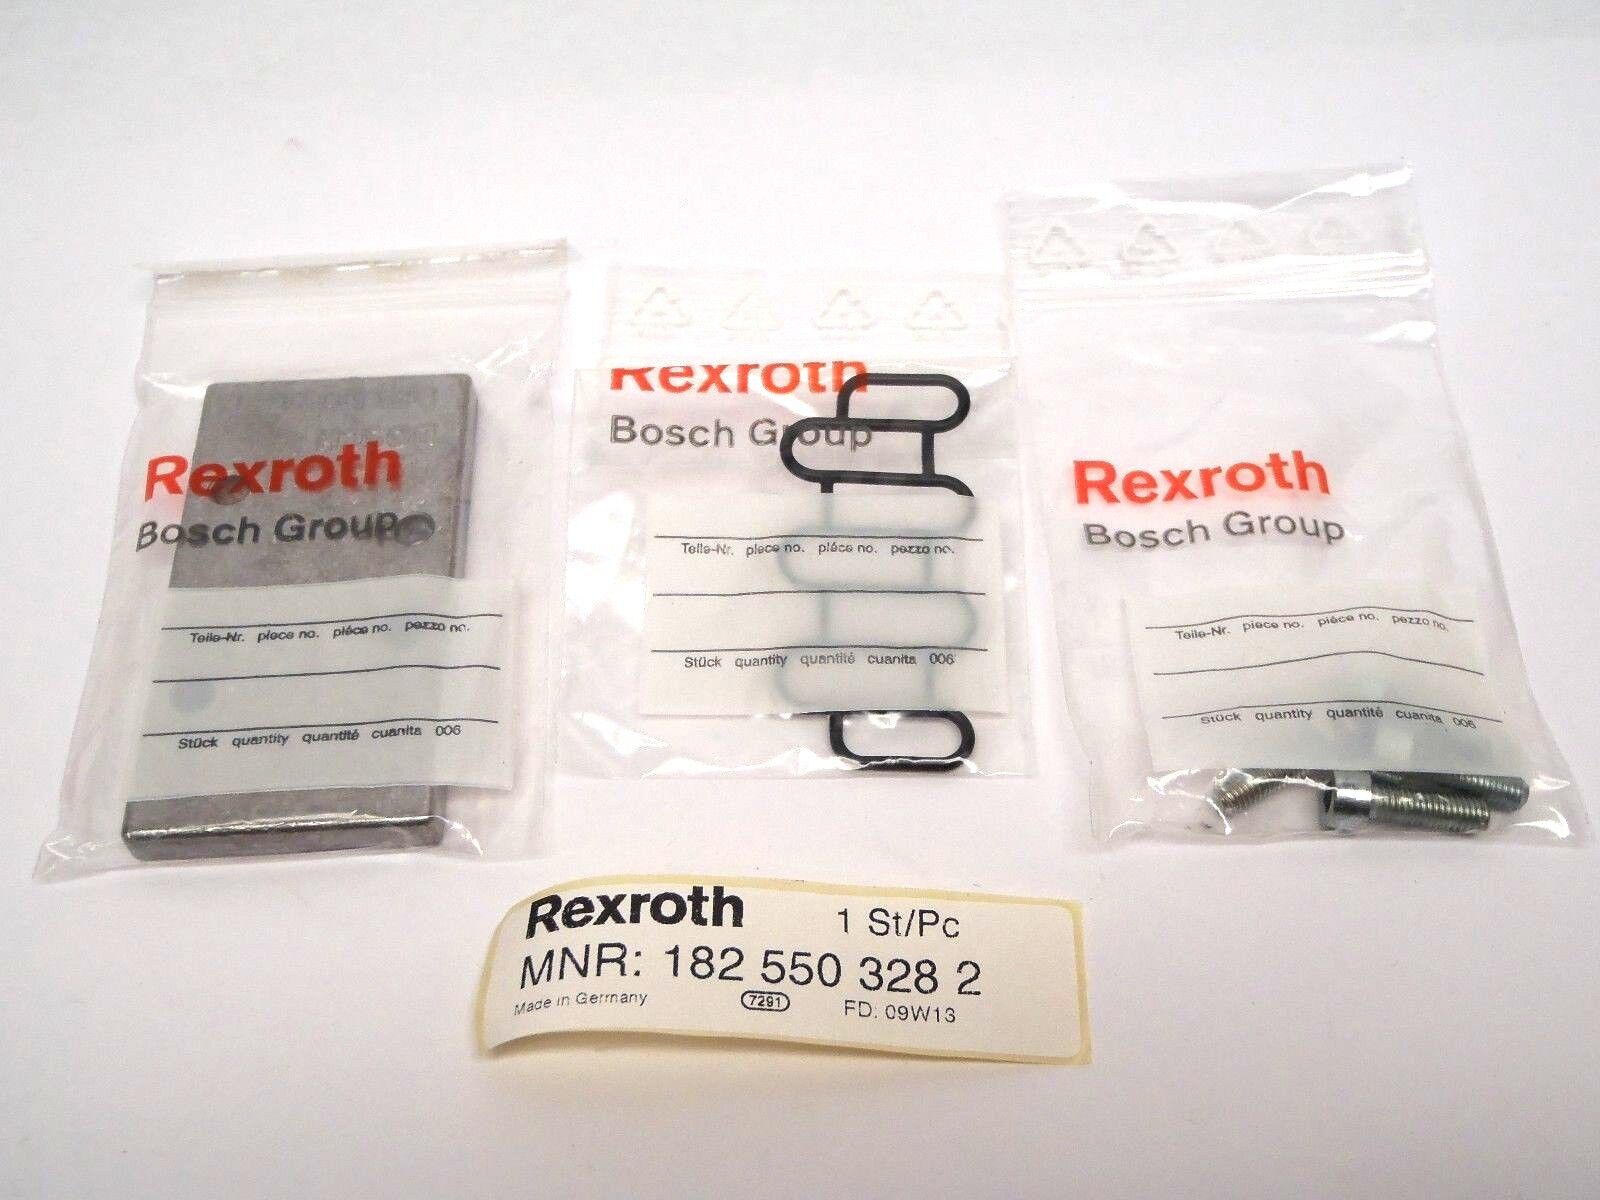 Rexroth
Bosch Group
Teile-Nr. piece no. piéce no. pezzo no.
Stück quantity quantité cuanita 006
Rexroth
Bosch Group
Teile-Nr. piece no. piéce no. pezzo no.
Stück quantity quantité cuanita 006
Rexroth
Bosch Group
Teile-Nr. piece no. piéce no. pezzo no.
Stück quantity quantité cuanita 006
Rexroth 1 St/Pc
MNR: 182 550 328 2
Made in Germany 7291 FD: 09W13